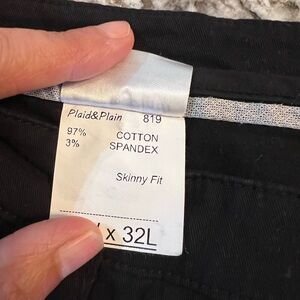 Plaid&Plain 819
97% COTTON
3% SPANDEX
Skinny Fit
x 32L